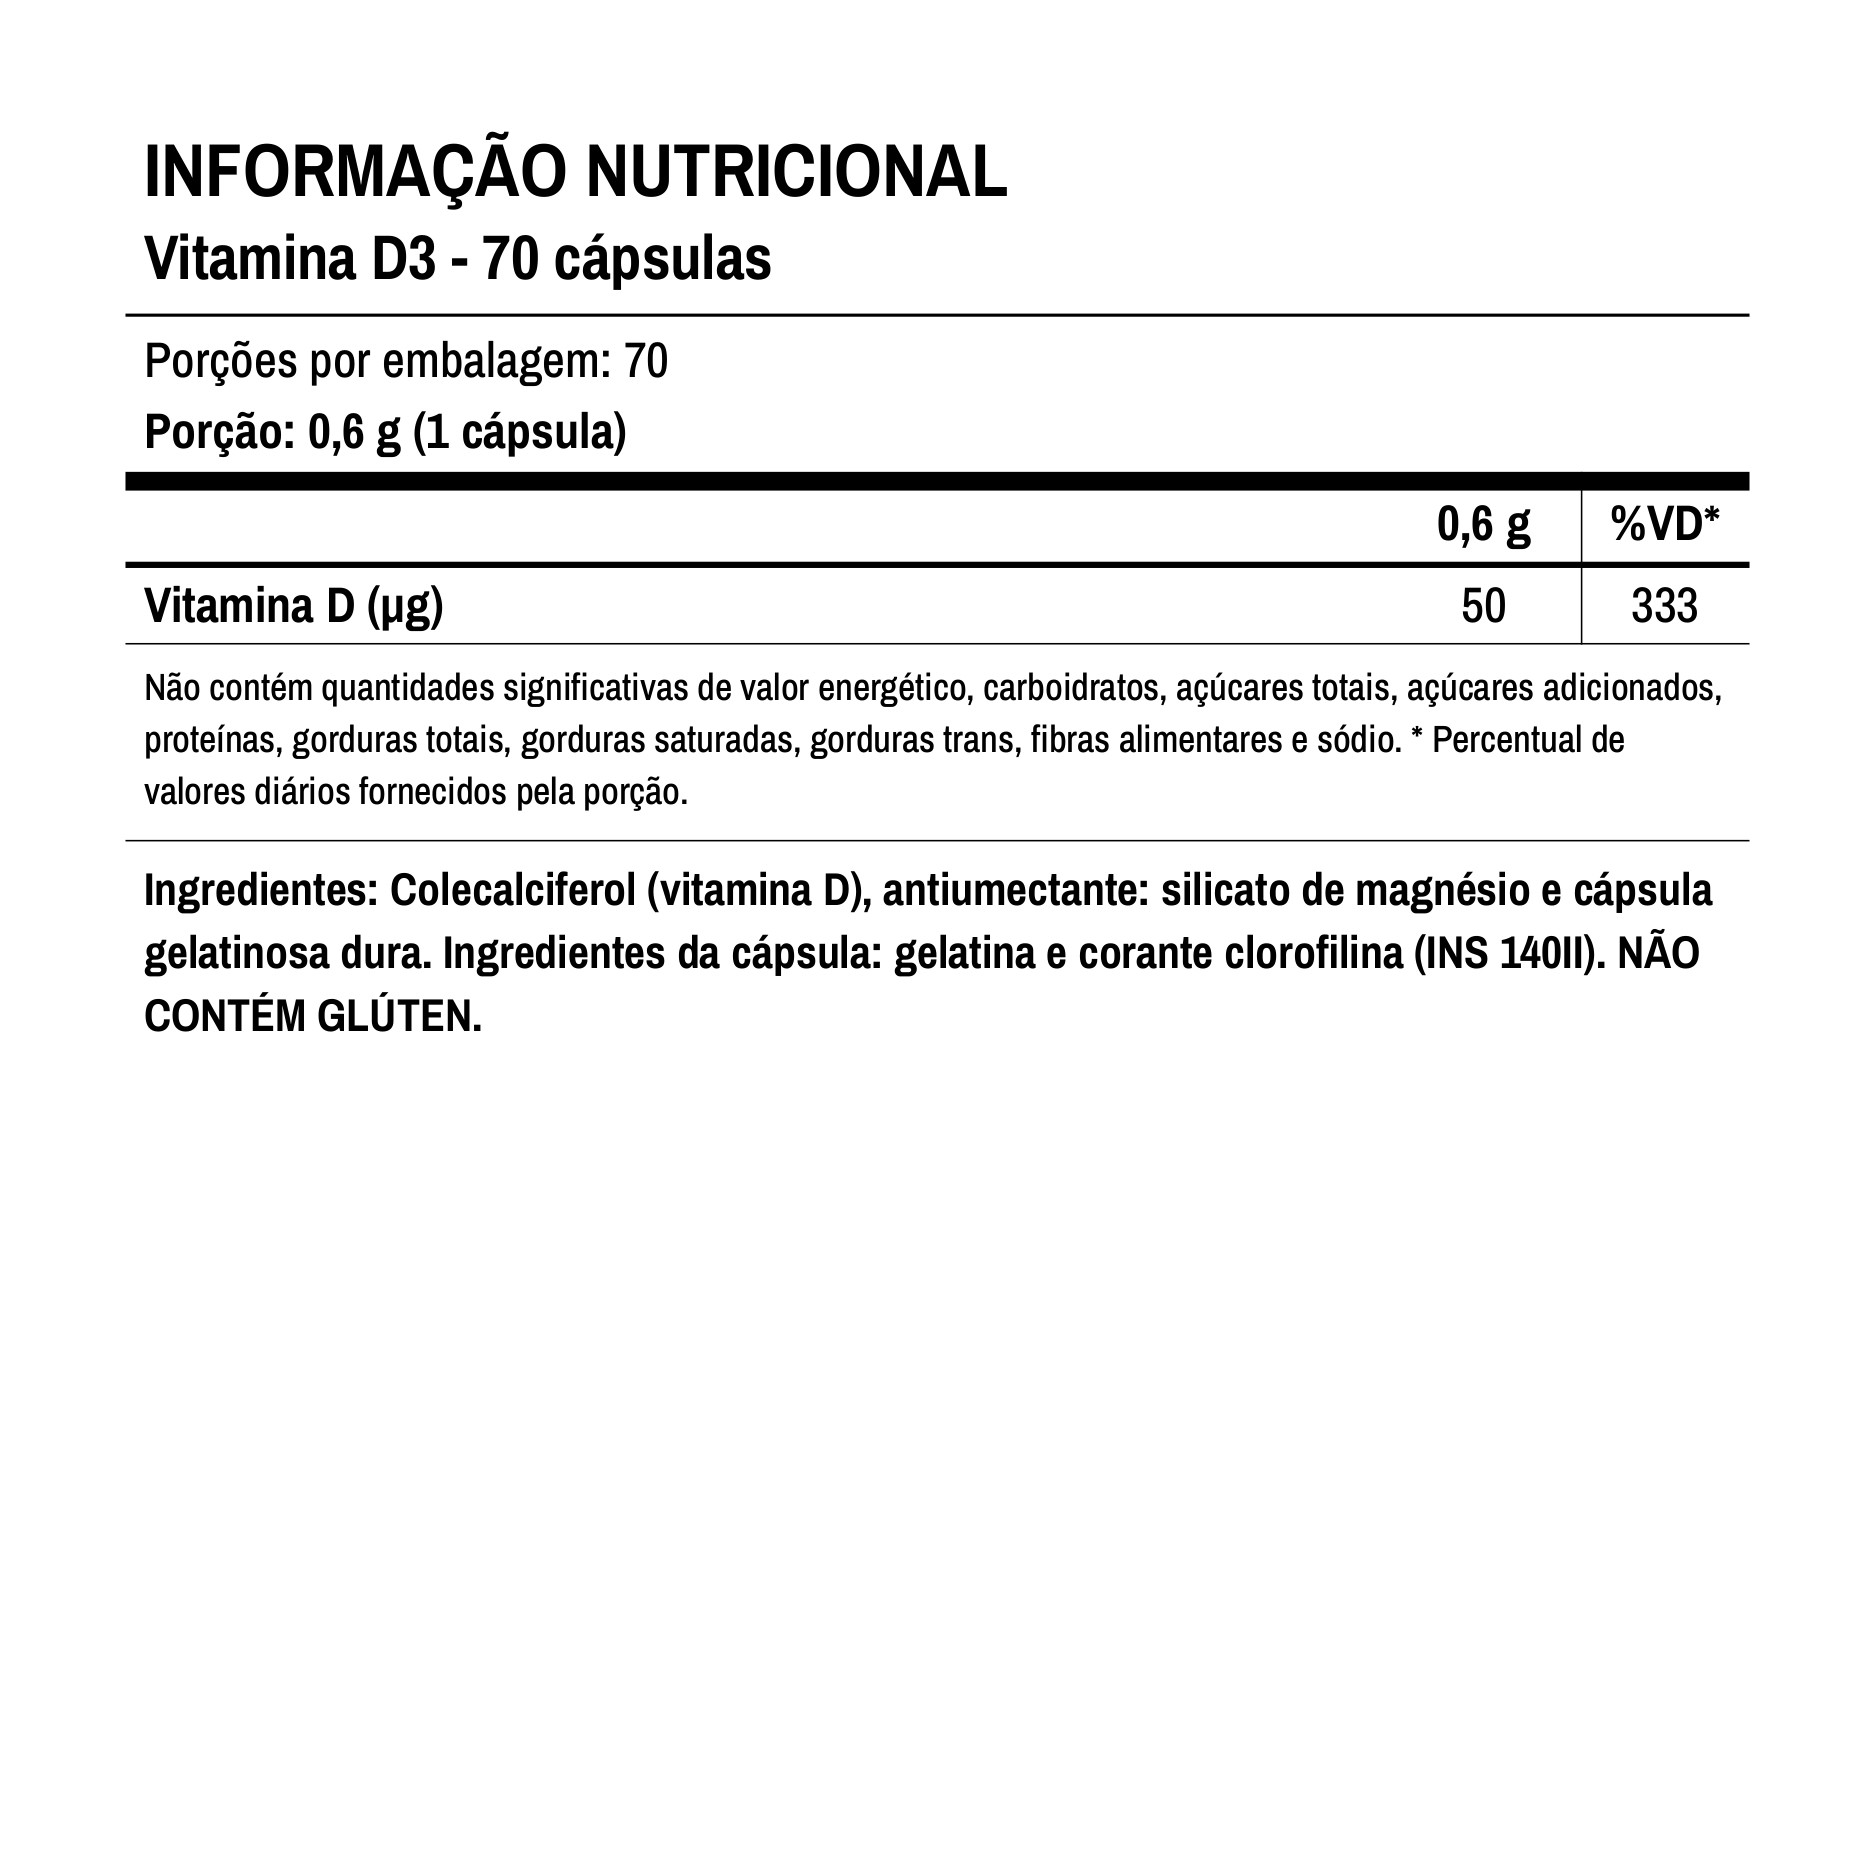 INFORMAÇÃO NUTRICIONAL
Vitamina D3 - 70 cápsulas
Porções por embalagem: 70
Porção: 0,6 g (1 cápsula)
0,6 g %VD*
Vitamina D (µg) 50 333
Não contém quantidades significativas de valor energético, carboidratos, açúcares totais, açúcares adicionados,
proteínas, gorduras totais, gorduras saturadas, gorduras trans, fibras alimentares e sódio. * Percentual de
valores diários fornecidos pela porção.
Ingredientes: Colecalciferol (vitamina D), antiumectante: silicato de magnésio e cápsula
gelatinosa dura. Ingredientes da cápsula: gelatina e corante clorofilina (INS 140II). NÃO
CONTÉM GLÚTEN.